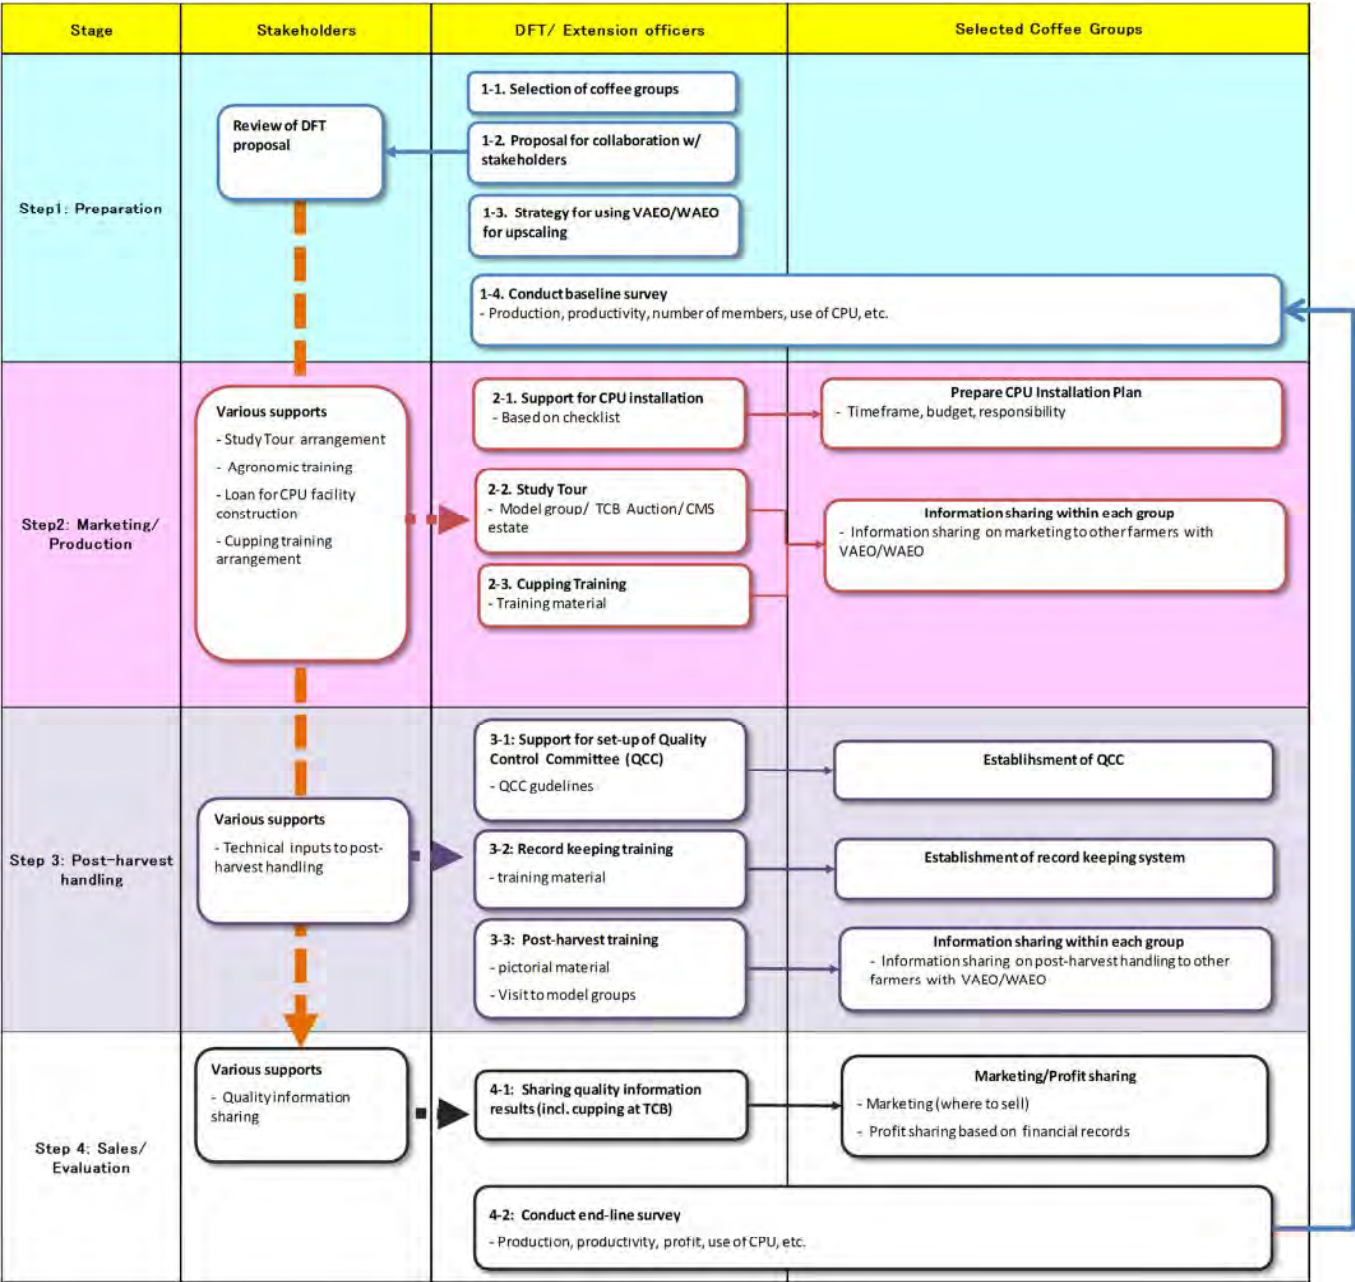 Stage
Stakeholders
DFT/ Extension officers
Selected Coffee Groups
Step1: Preparation
Review of DFT
proposal
1-1. Selection of coffee groups
1-2. Proposal for collaboration w/
stakeholders
1-3. Strategy for using VAEO/WAEO
for upscaling
1-4. Conduct baseline survey
- Production, productivity, number of members, use of CPU, etc.
Step2: Marketing/
Production
Various supports
- Study Tour arrangement
- Agronomic training
- Loan for CPU facility
construction
- Cupping training
arrangement
2-1. Support for CPU installation
- Based on checklist
Prepare CPU Installation Plan
- Timeframe, budget, responsibility
2-2. Study Tour
- Model group/ TCB Auction/ CMS
estate
Information sharing within each group
- Information sharing on marketing to other farmers with
VAEO/WAEO
2-3. Cupping Training
- Training material
Step 3: Post-harvest
handling
Various supports
- Technical inputs to post-
harvest handling
3-1: Support for set-up of Quality
Control Committee (QCC)
- QCC gudelines
Establihsment of QCC
3-2: Record keeping training
- training material
Establishment of record keeping system
3-3: Post-harvest training
- pictorial material
- Visit to model groups
Information sharing within each group
- Information sharing on post-harvest handling to other
farmers with VAEO/WAEO
Step 4: Sales/
Evaluation
Various supports
- Quality information
sharing
4-1: Sharing quality information
results (incl. cupping at TCB)
Marketing/Profit sharing
- Marketing (where to sell)
- Profit sharing based on financial records
4-2: Conduct end-line survey
- Production, productivity, profit, use of CPU, etc.